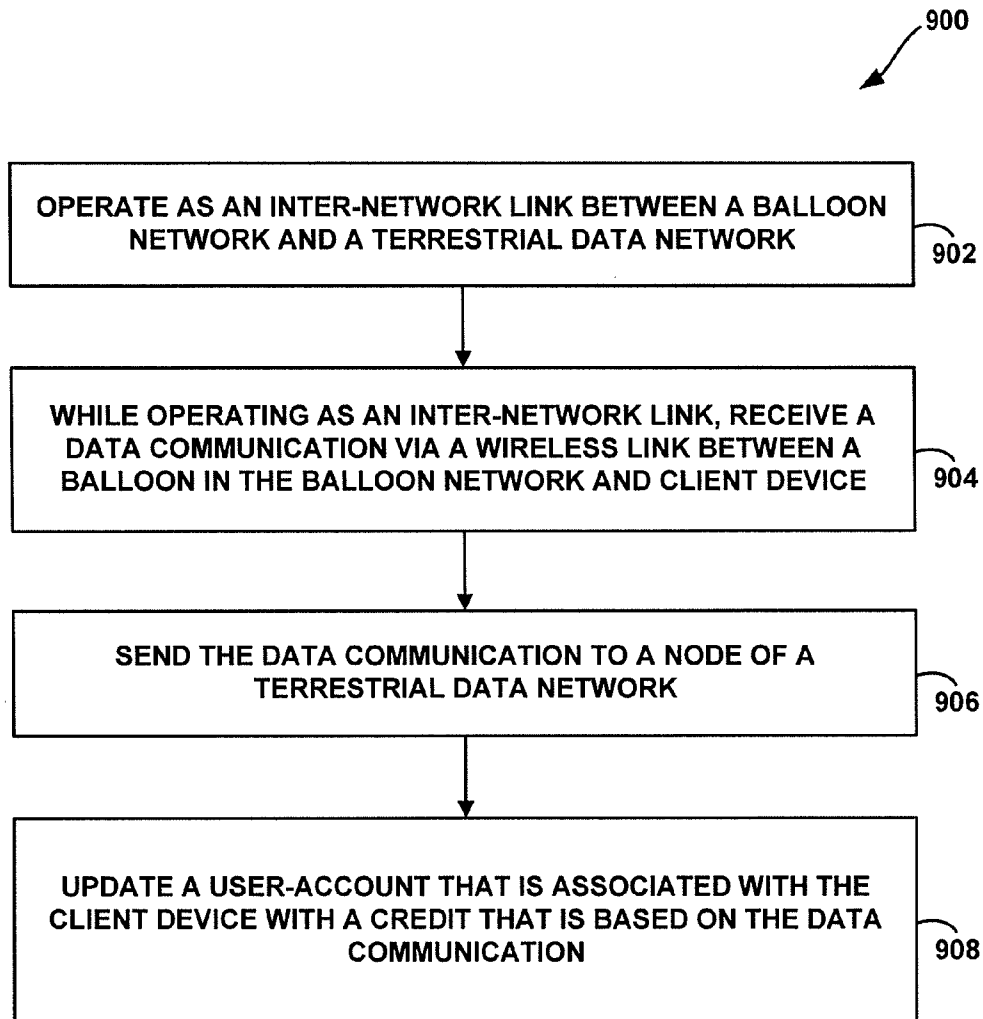 900
OPERATE AS AN INTER-NETWORK LINK BETWEEN A BALLOON
NETWORK AND A TERRESTRIAL DATA NETWORK
902
WHILE OPERATING AS AN INTER-NETWORK LINK, RECEIVE A
DATA COMMUNICATION VIA A WIRELESS LINK BETWEEN A
BALLOON IN THE BALLOON NETWORK AND CLIENT DEVICE
904
SEND THE DATA COMMUNICATION TO A NODE OF A
TERRESTRIAL DATA NETWORK
906
UPDATE A USER-ACCOUNT THAT IS ASSOCIATED WITH THE
CLIENT DEVICE WITH A CREDIT THAT IS BASED ON THE DATA
COMMUNICATION
908